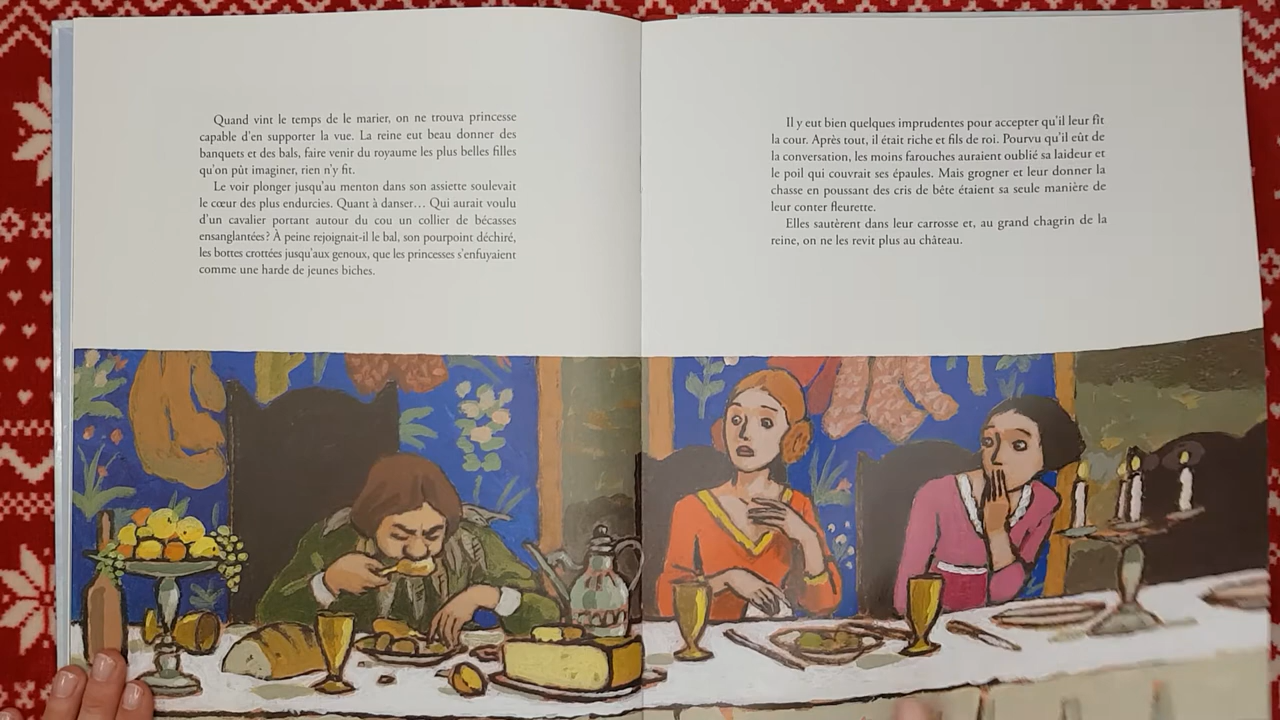 Quand vint le temps de le marier, on ne trouva princesse
capable d'en supporter la vue. La reine eut beau donner des
banquets et des bals, faire venir du royaume les plus belles filles
qu'on pût imaginer, rien n'y fit.
Le voir plonger jusqu'au menton dans son assiette soulevait
le cœur des plus endurcies. Quant à danser... Qui aurait voulu
d'un cavalier portant autour du cou un collier de bécasses
ensanglantées? À peine rejoignait-il le bal, son pourpoint déchiré,
les bottes crottées jusqu'aux genoux, que les princesses s'enfuyaient
comme une harde de jeunes biches.
Il y eut bien quelques imprudentes pour accepter qu'il leur fît
la cour. Après tout, il était riche et fils de roi. Pourvu qu'il eût de
la conversation, les moins farouches auraient oublié sa laideur et
le poil qui couvrait ses épaules. Mais grogner et leur donner la
chasse en poussant des cris de bête étaient sa seule manière de
leur conter fleurette.
Elles sautèrent dans leur carrosse et, au grand chagrin de la
reine, on ne les revit plus au château.